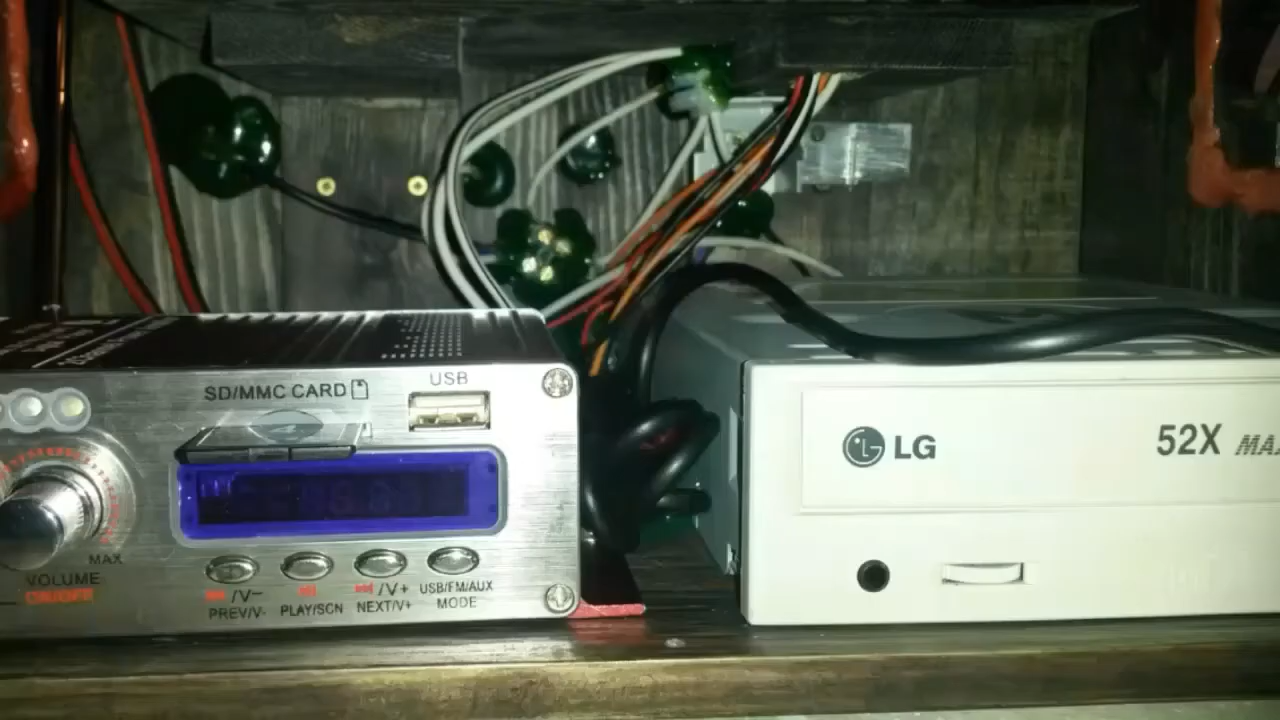 SD/MMC CARD
USB
MAX
VOLUME
/V-
/V+
PREV/V-
PLAY/SCN
NEXT/V+
USB/FM/AUX
MODE
LG
52X